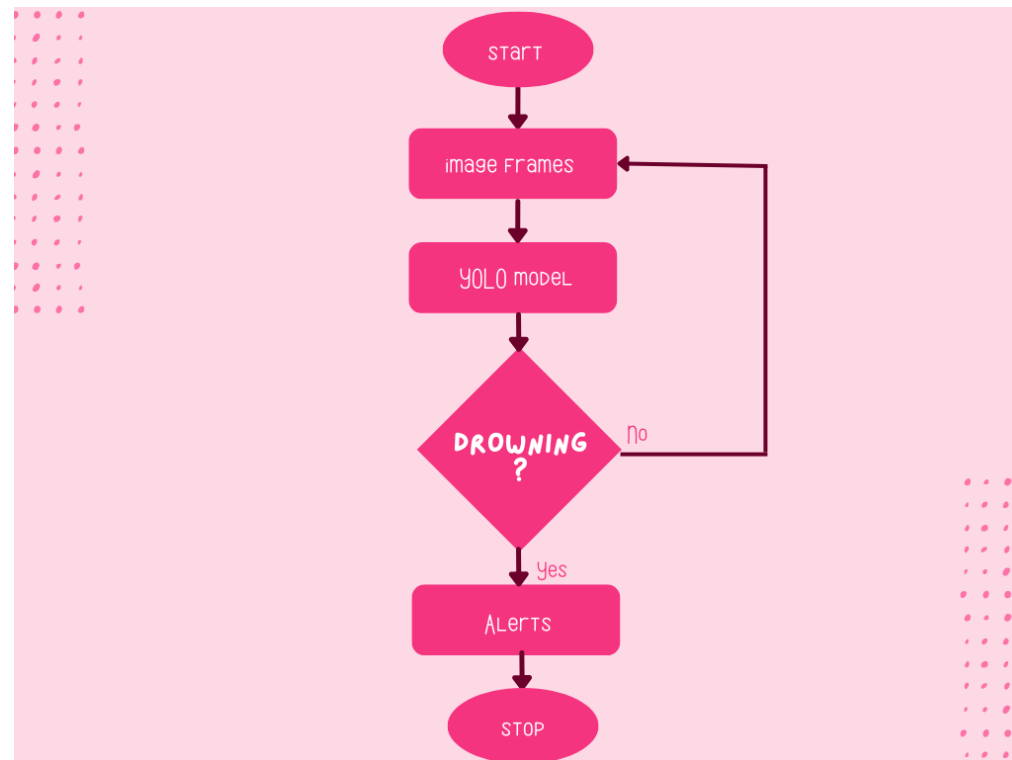 Start
image frames
YOLO model
DROWNING
?
No
Yes
Alerts
STOP